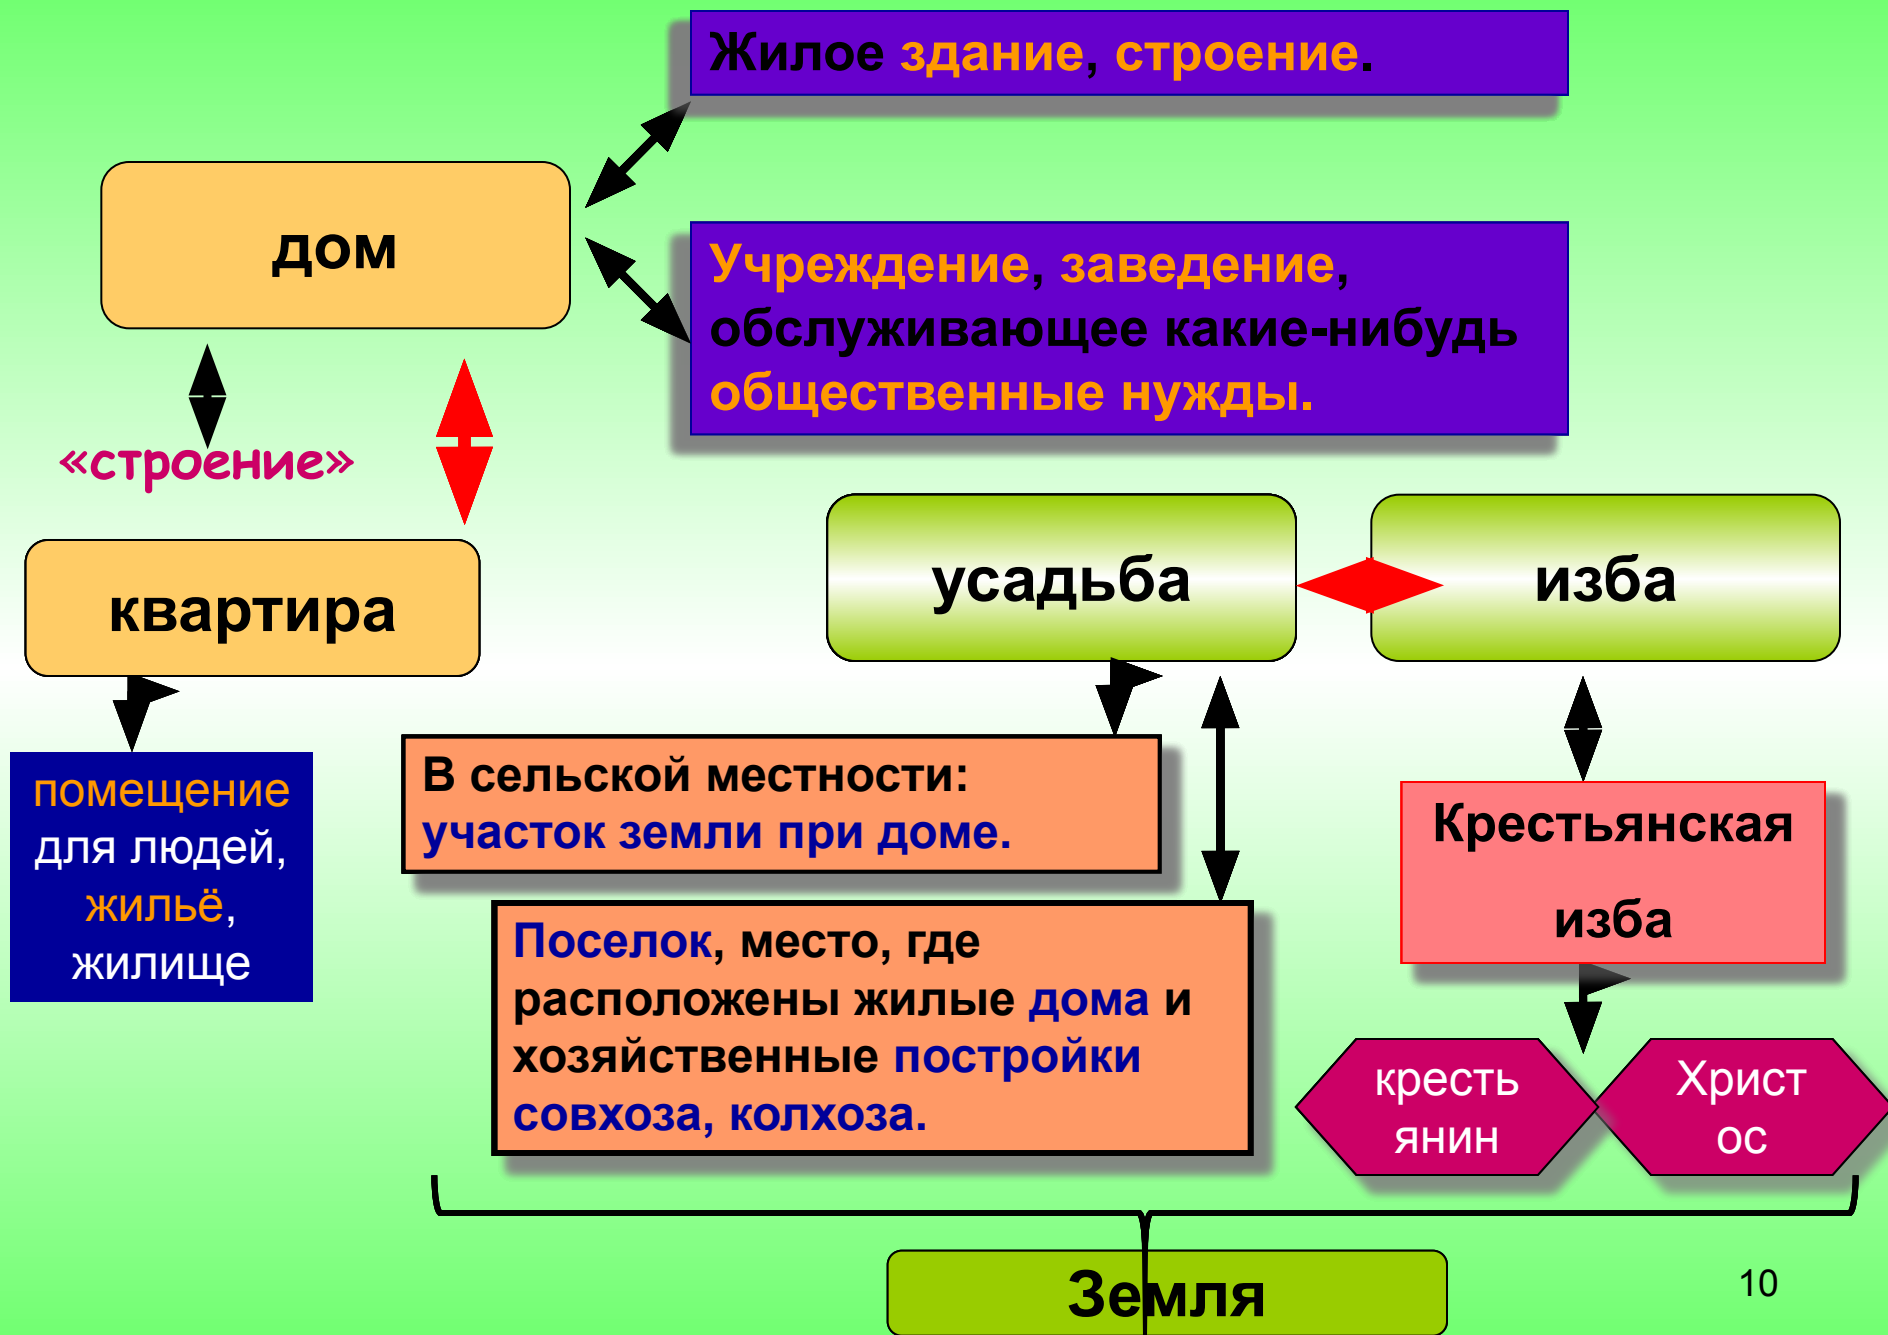 Жилое здание, строение.
дом
Учреждение, заведение,
обслуживающее какие-нибудь
общественные нужды.
«строение»
квартира
усадьба
изба
помещение
для людей,
жильё,
жилище
В сельской местности:
участок земли при доме.
Поселок, место, где
расположены жилые дома и
хозяйственные постройки
совхоза, колхоза.
Крестьянская
изба
кресть
янин
Христ
ос
Земля
10